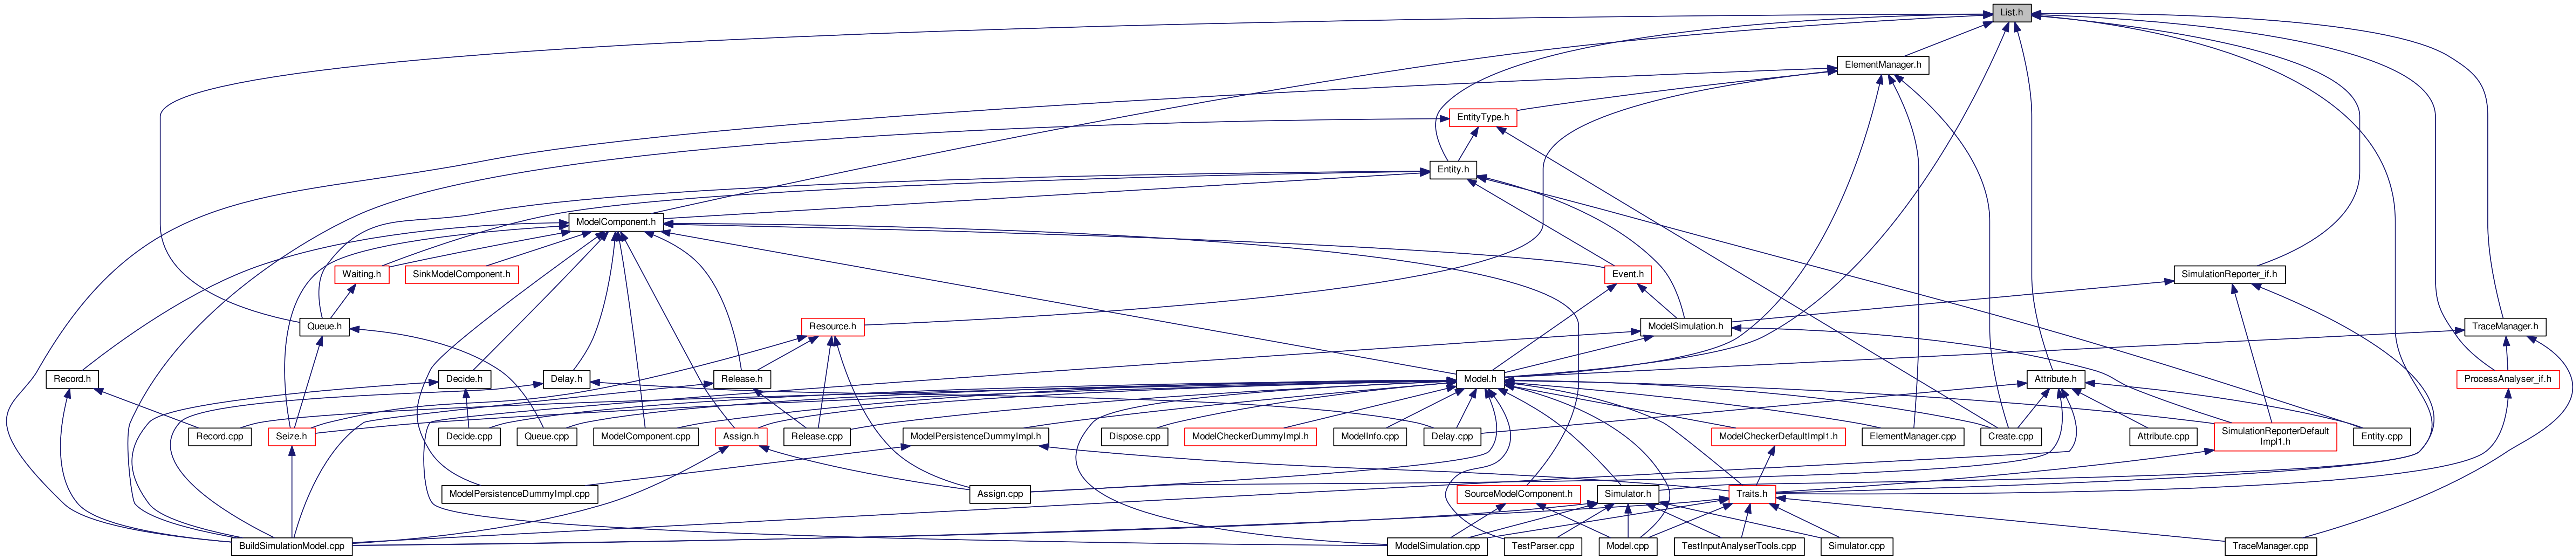 List.h
ElementManager.h
EntityType.h
Entity.h
ModelComponent.h
Waiting.h
SinkModelComponent.h
Event.h
SimulationReporter_if.h
Queue.h
Resource.h
ModelSimulation.h
TraceManager.h
Record.h
Decide.h
Delay.h
Release.h
Model.h
Attribute.h
ProcessAnalyser_if.h
Record.cpp
Seize.h
Decide.cpp
Queue.cpp
ModelComponent.cpp
Assign.h
Release.cpp
ModelPersistenceDummyImpl.h
Dispose.cpp
ModelCheckerDummyImpl.h
ModelInfo.cpp
Delay.cpp
ModelCheckerDefaultImpl1.h
ElementManager.cpp
Create.cpp
Attribute.cpp
SimulationReporterDefault
Impl1.h
Entity.cpp
ModelPersistenceDummyImpl.cpp
Assign.cpp
SourceModelComponent.h
Simulator.h
Traits.h
BuildSimulationModel.cpp
ModelSimulation.cpp
TestParser.cpp
Model.cpp
TestInputAnalyserTools.cpp
Simulator.cpp
TraceManager.cpp